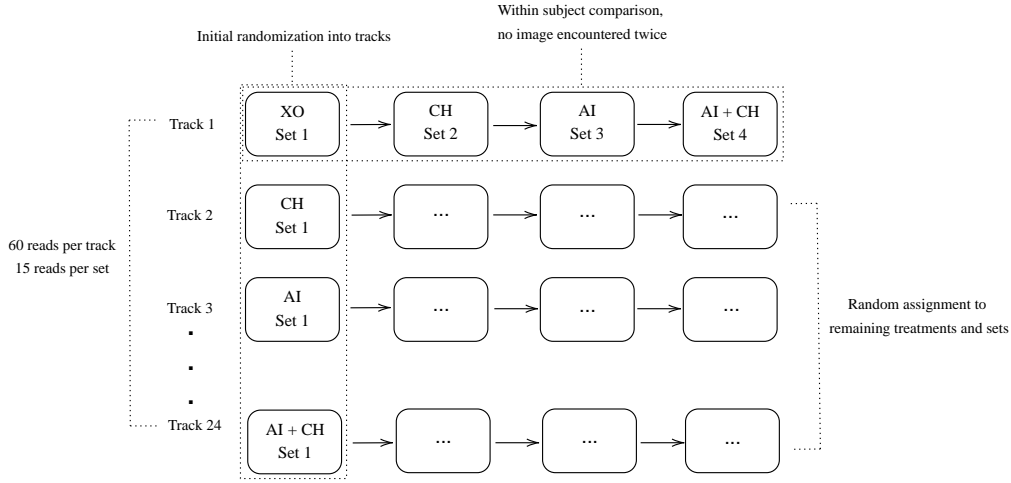 Within subject comparison,
no image encountered twice
Initial randomization into tracks
Track 1
XO
Set 1
CH
Set 2
AI
Set 3
AI + CH
Set 4
Track 2
CH
Set 1
...
...
...
60 reads per track
15 reads per set
Track 3
AI
Set 1
...
...
...
Random assignment to
remaining treatments and sets
.
.
.
Track 24
AI + CH
Set 1
...
...
...